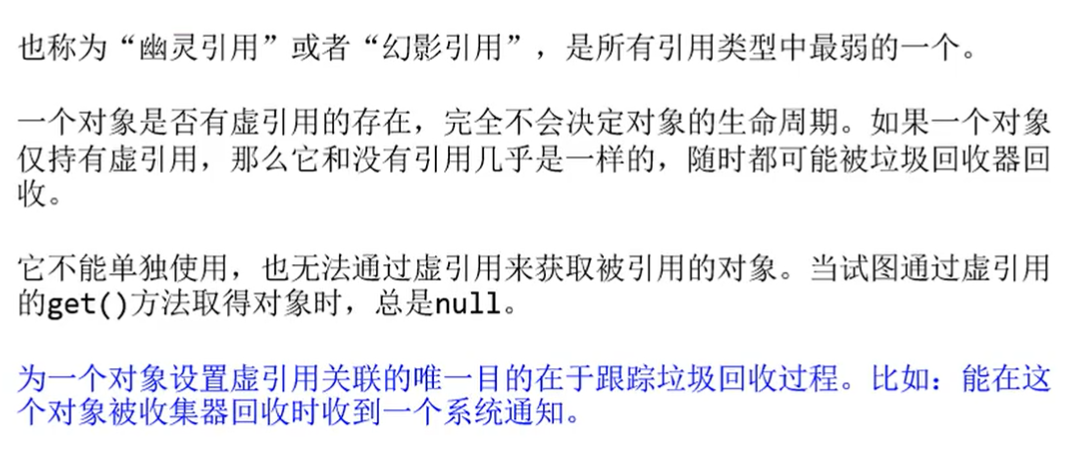 也称为“幽灵引用”或者“幻影引用”，是所有引用类型中最弱的一个。
一个对象是否有虚引用的存在，完全不会决定对象的生命周期。如果一个对象
仅持有虚引用，那么它和没有引用几乎是一样的，随时都可能被垃圾回收器回
收。
它不能单独使用，也无法通过虚引用来获取被引用的对象。当试图通过虚引用
的get()方法取得对象时，总是null。
为一个对象设置虚引用关联的唯一目的在于跟踪垃圾回收过程。比如：能在这
个对象被收集器回收时收到一个系统通知。